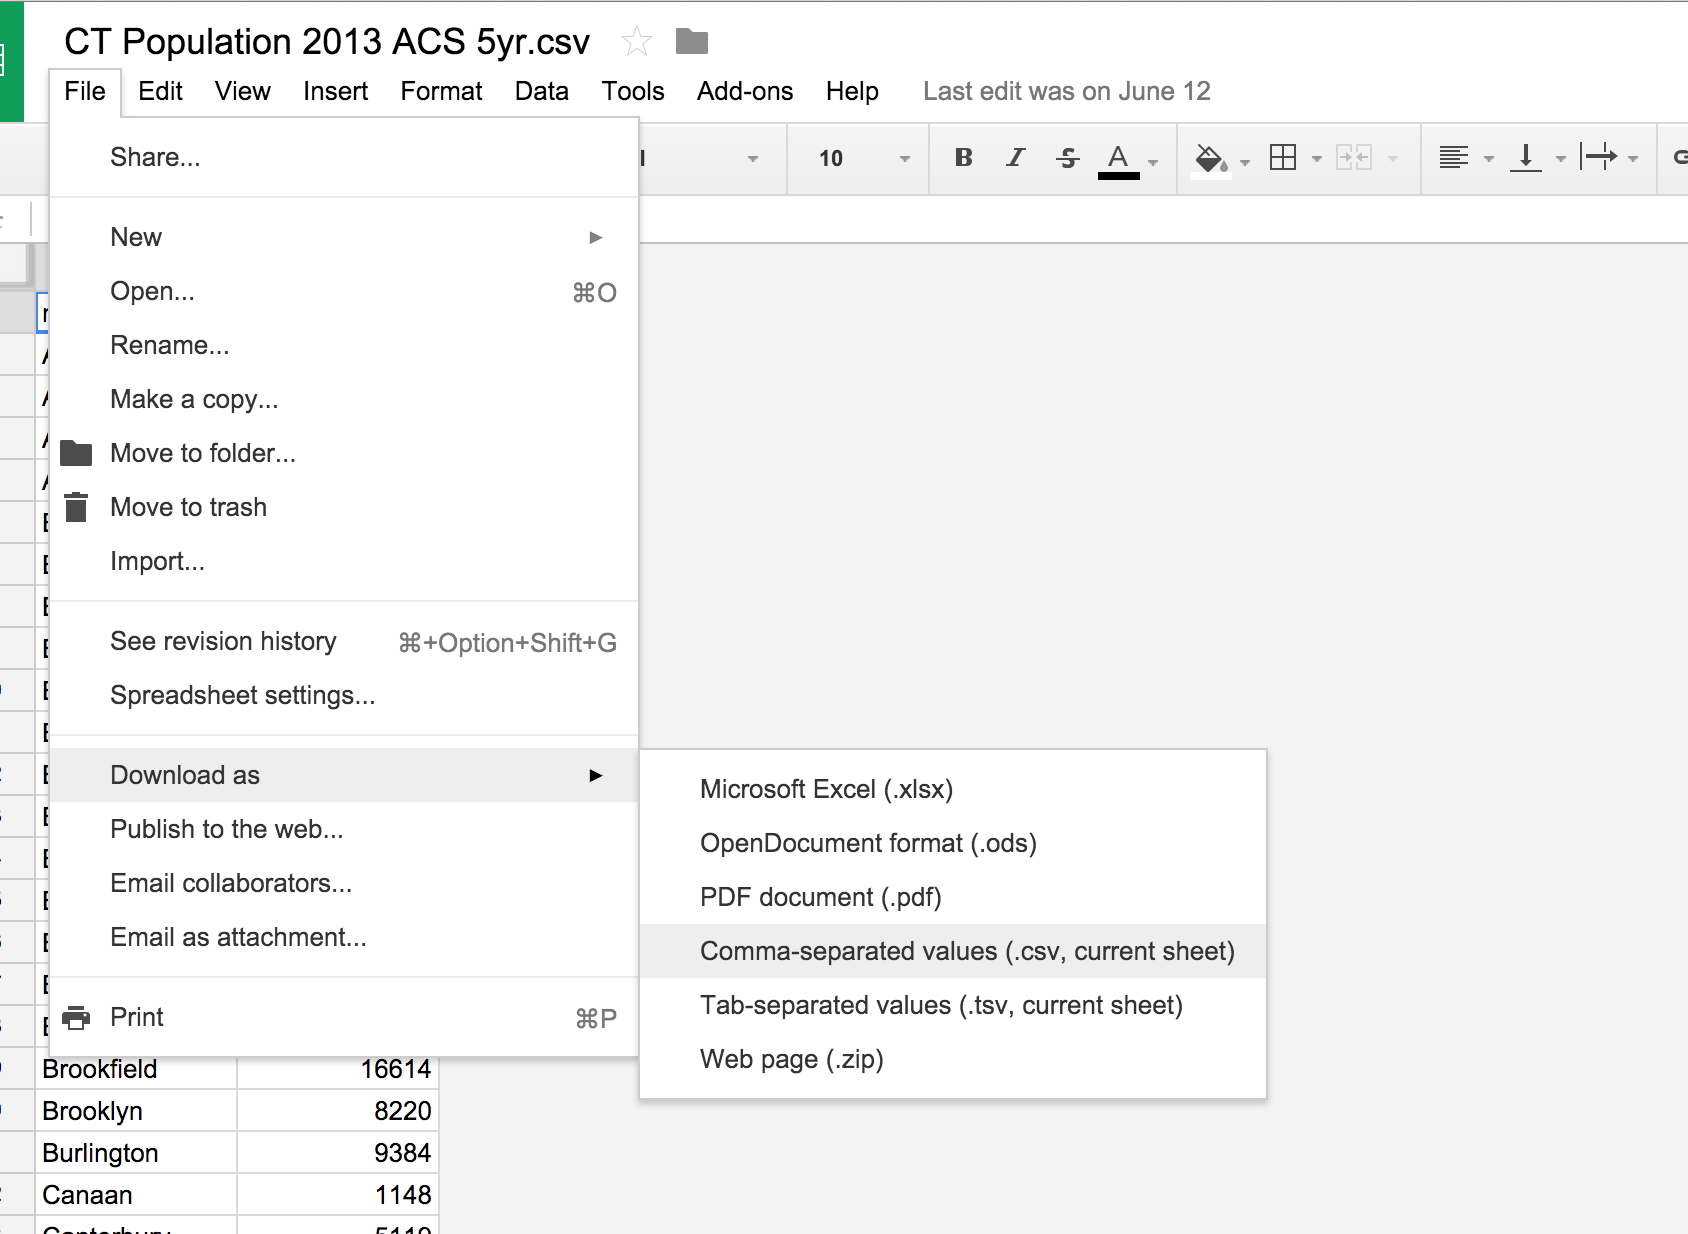 CT Population 2013 ACS 5yr.csv
File Edit View Insert Format Data Tools Add-ons Help Last edit was on June 12
10 B I S A
Share...
New
Open... ⌘O
Rename...
Make a copy...
Move to folder...
Move to trash
Import...
See revision history ⌘+Option+Shift+G
Spreadsheet settings...
Download as
Publish to the web...
Email collaborators...
Email as attachment...
Print ⌘P
Microsoft Excel (.xlsx)
OpenDocument format (.ods)
PDF document (.pdf)
Comma-separated values (.csv, current sheet)
Tab-separated values (.tsv, current sheet)
Web page (.zip)
Brookfield 16614
Brooklyn 8220
Burlington 9384
Canaan 1148